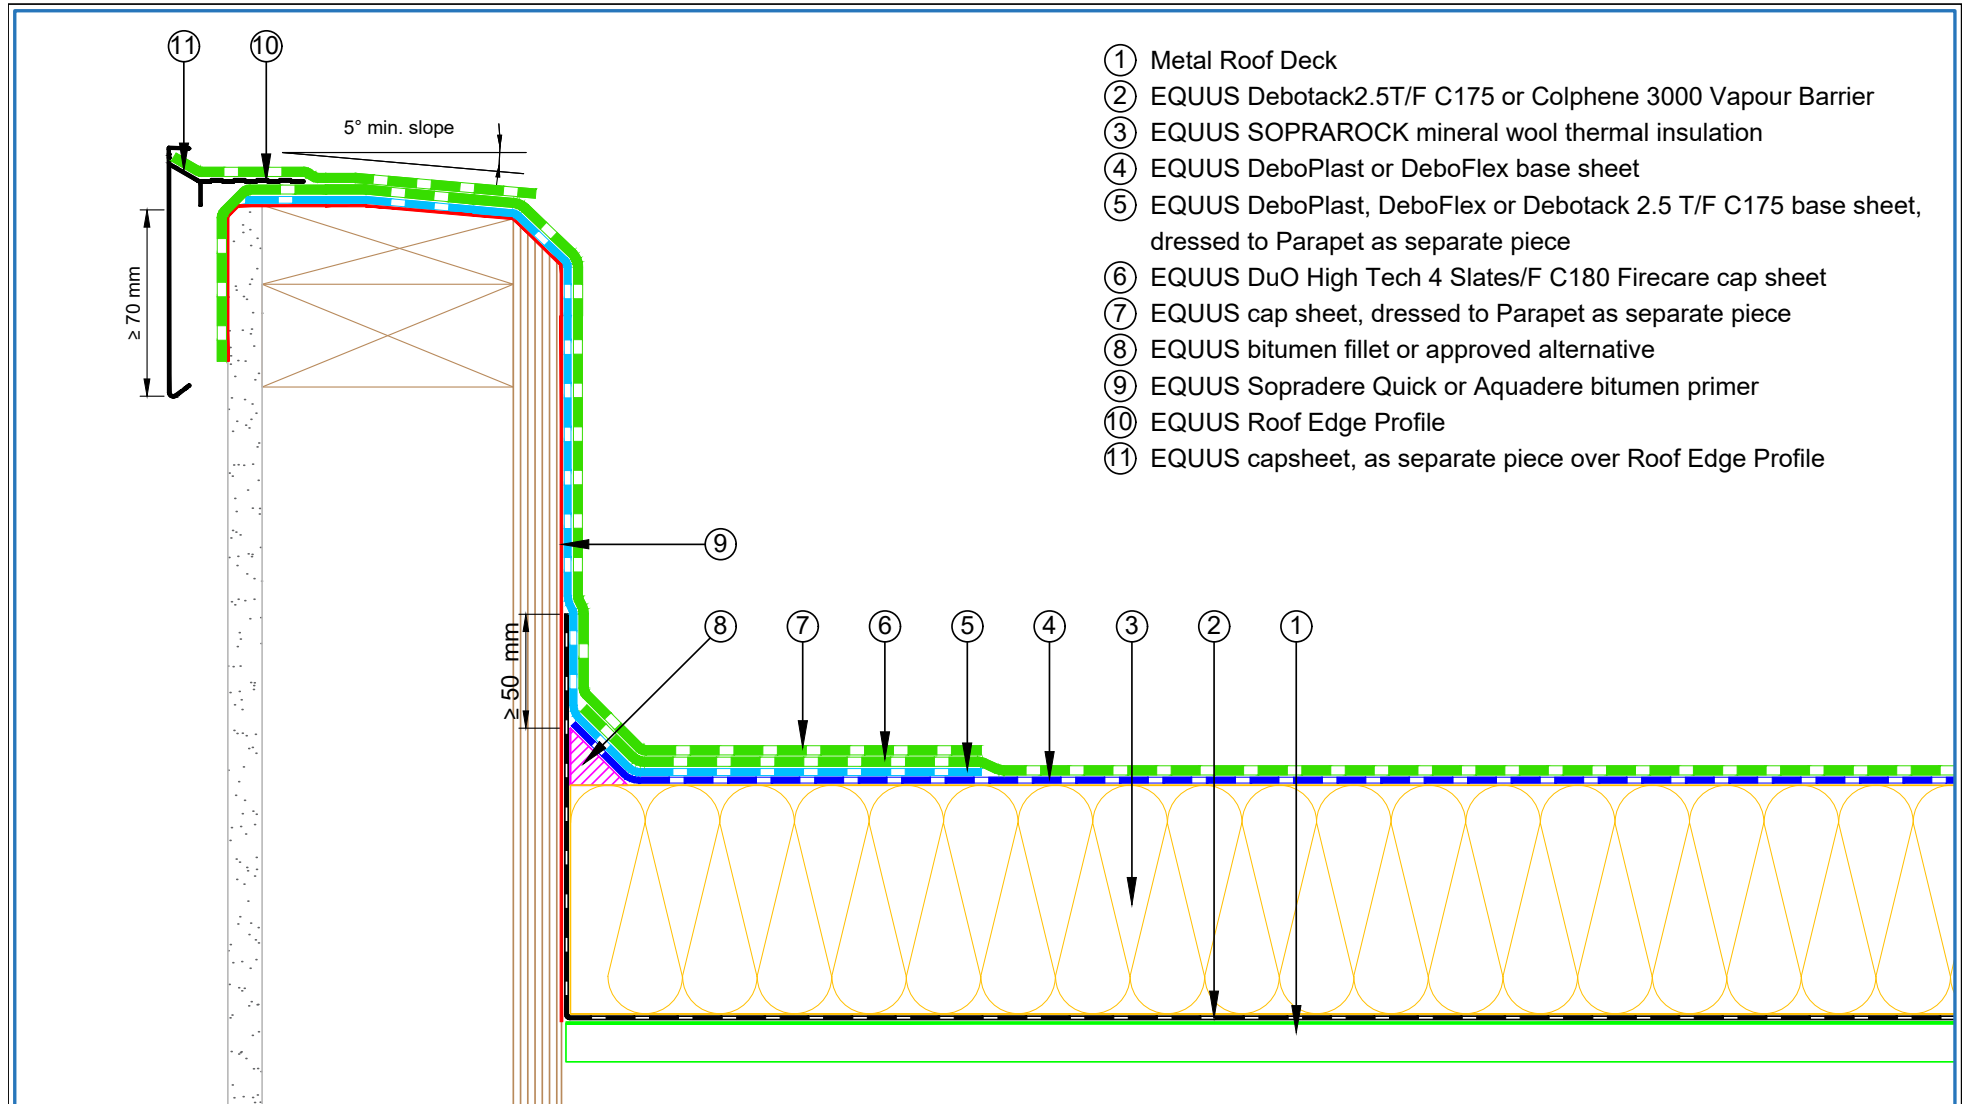 11 10
5° min. slope
≥ 70 mm
① Metal Roof Deck
② EQUUS Debotack2.5T/F C175 or Colphene 3000 Vapour Barrier
③ EQUUS SOPRAROCK mineral wool thermal insulation
④ EQUUS DeboPlast or DeboFlex base sheet
⑤ EQUUS DeboPlast, DeboFlex or Debotack 2.5 T/F C175 base sheet,
dressed to Parapet as separate piece
⑥ EQUUS DuO High Tech 4 Slates/F C180 Firecare cap sheet
⑦ EQUUS cap sheet, dressed to Parapet as separate piece
⑧ EQUUS bitumen fillet or approved alternative
⑨ EQUUS Sopradere Quick or Aquadere bitumen primer
⑩ EQUUS Roof Edge Profile
⑪ EQUUS capsheet, as separate piece over Roof Edge Profile
9
≥ 50 mm
8 7 6 5 4 3 2 1